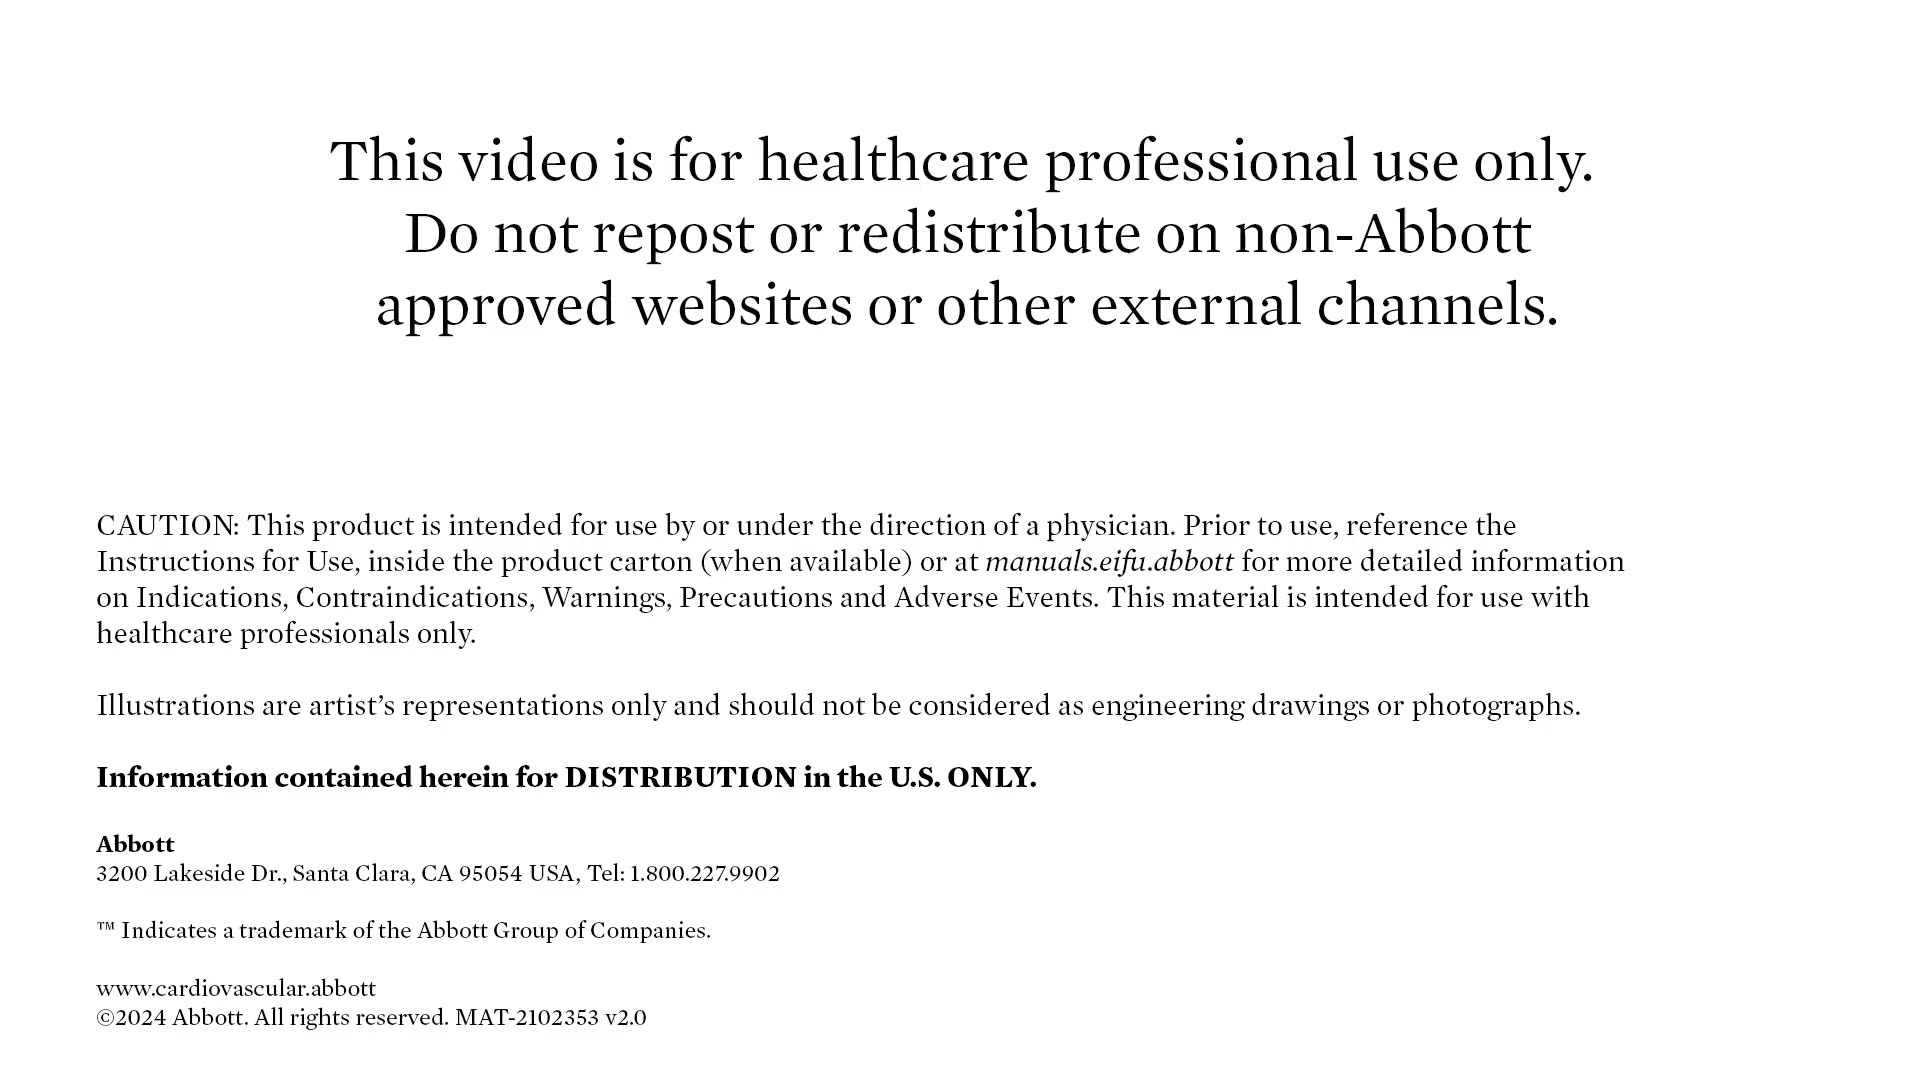 This video is for healthcare professional use only.
Do not repost or redistribute on non-Abbott
approved websites or other external channels.
CAUTION: This product is intended for use by or under the direction of a physician. Prior to use, reference the
Instructions for Use, inside the product carton (when available) or at manuals.eifu.abbott for more detailed information
on Indications, Contraindications, Warnings, Precautions and Adverse Events. This material is intended for use with
healthcare professionals only.
Illustrations are artist’s representations only and should not be considered as engineering drawings or photographs.
Information contained herein for DISTRIBUTION in the U.S. ONLY.
Abbott
3200 Lakeside Dr., Santa Clara, CA 95054 USA, Tel: 1.800.227.9902
™ Indicates a trademark of the Abbott Group of Companies.
www.cardiovascular.abbott
©2024 Abbott. All rights reserved. MAT-2102353 v2.0